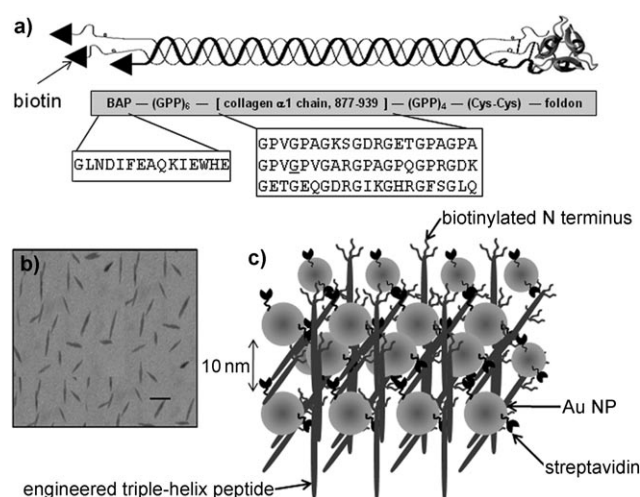 a)
biotin
BAP — (GPP)6 — [ collagen α1 chain, 877-939 ] — (GPP)4 — (Cys-Cys) — foldon
GLNDIFEAQKIEWHE
GPVGPAGKSGDRGETGPAGPA
GPVGPVGARGPAGPQGPRGDK
GETGEQGDRGIKGHRGFSGLQ
biotinylated N terminus
b)
c)
10 nm
Au NP
streptavidin
engineered triple-helix peptide